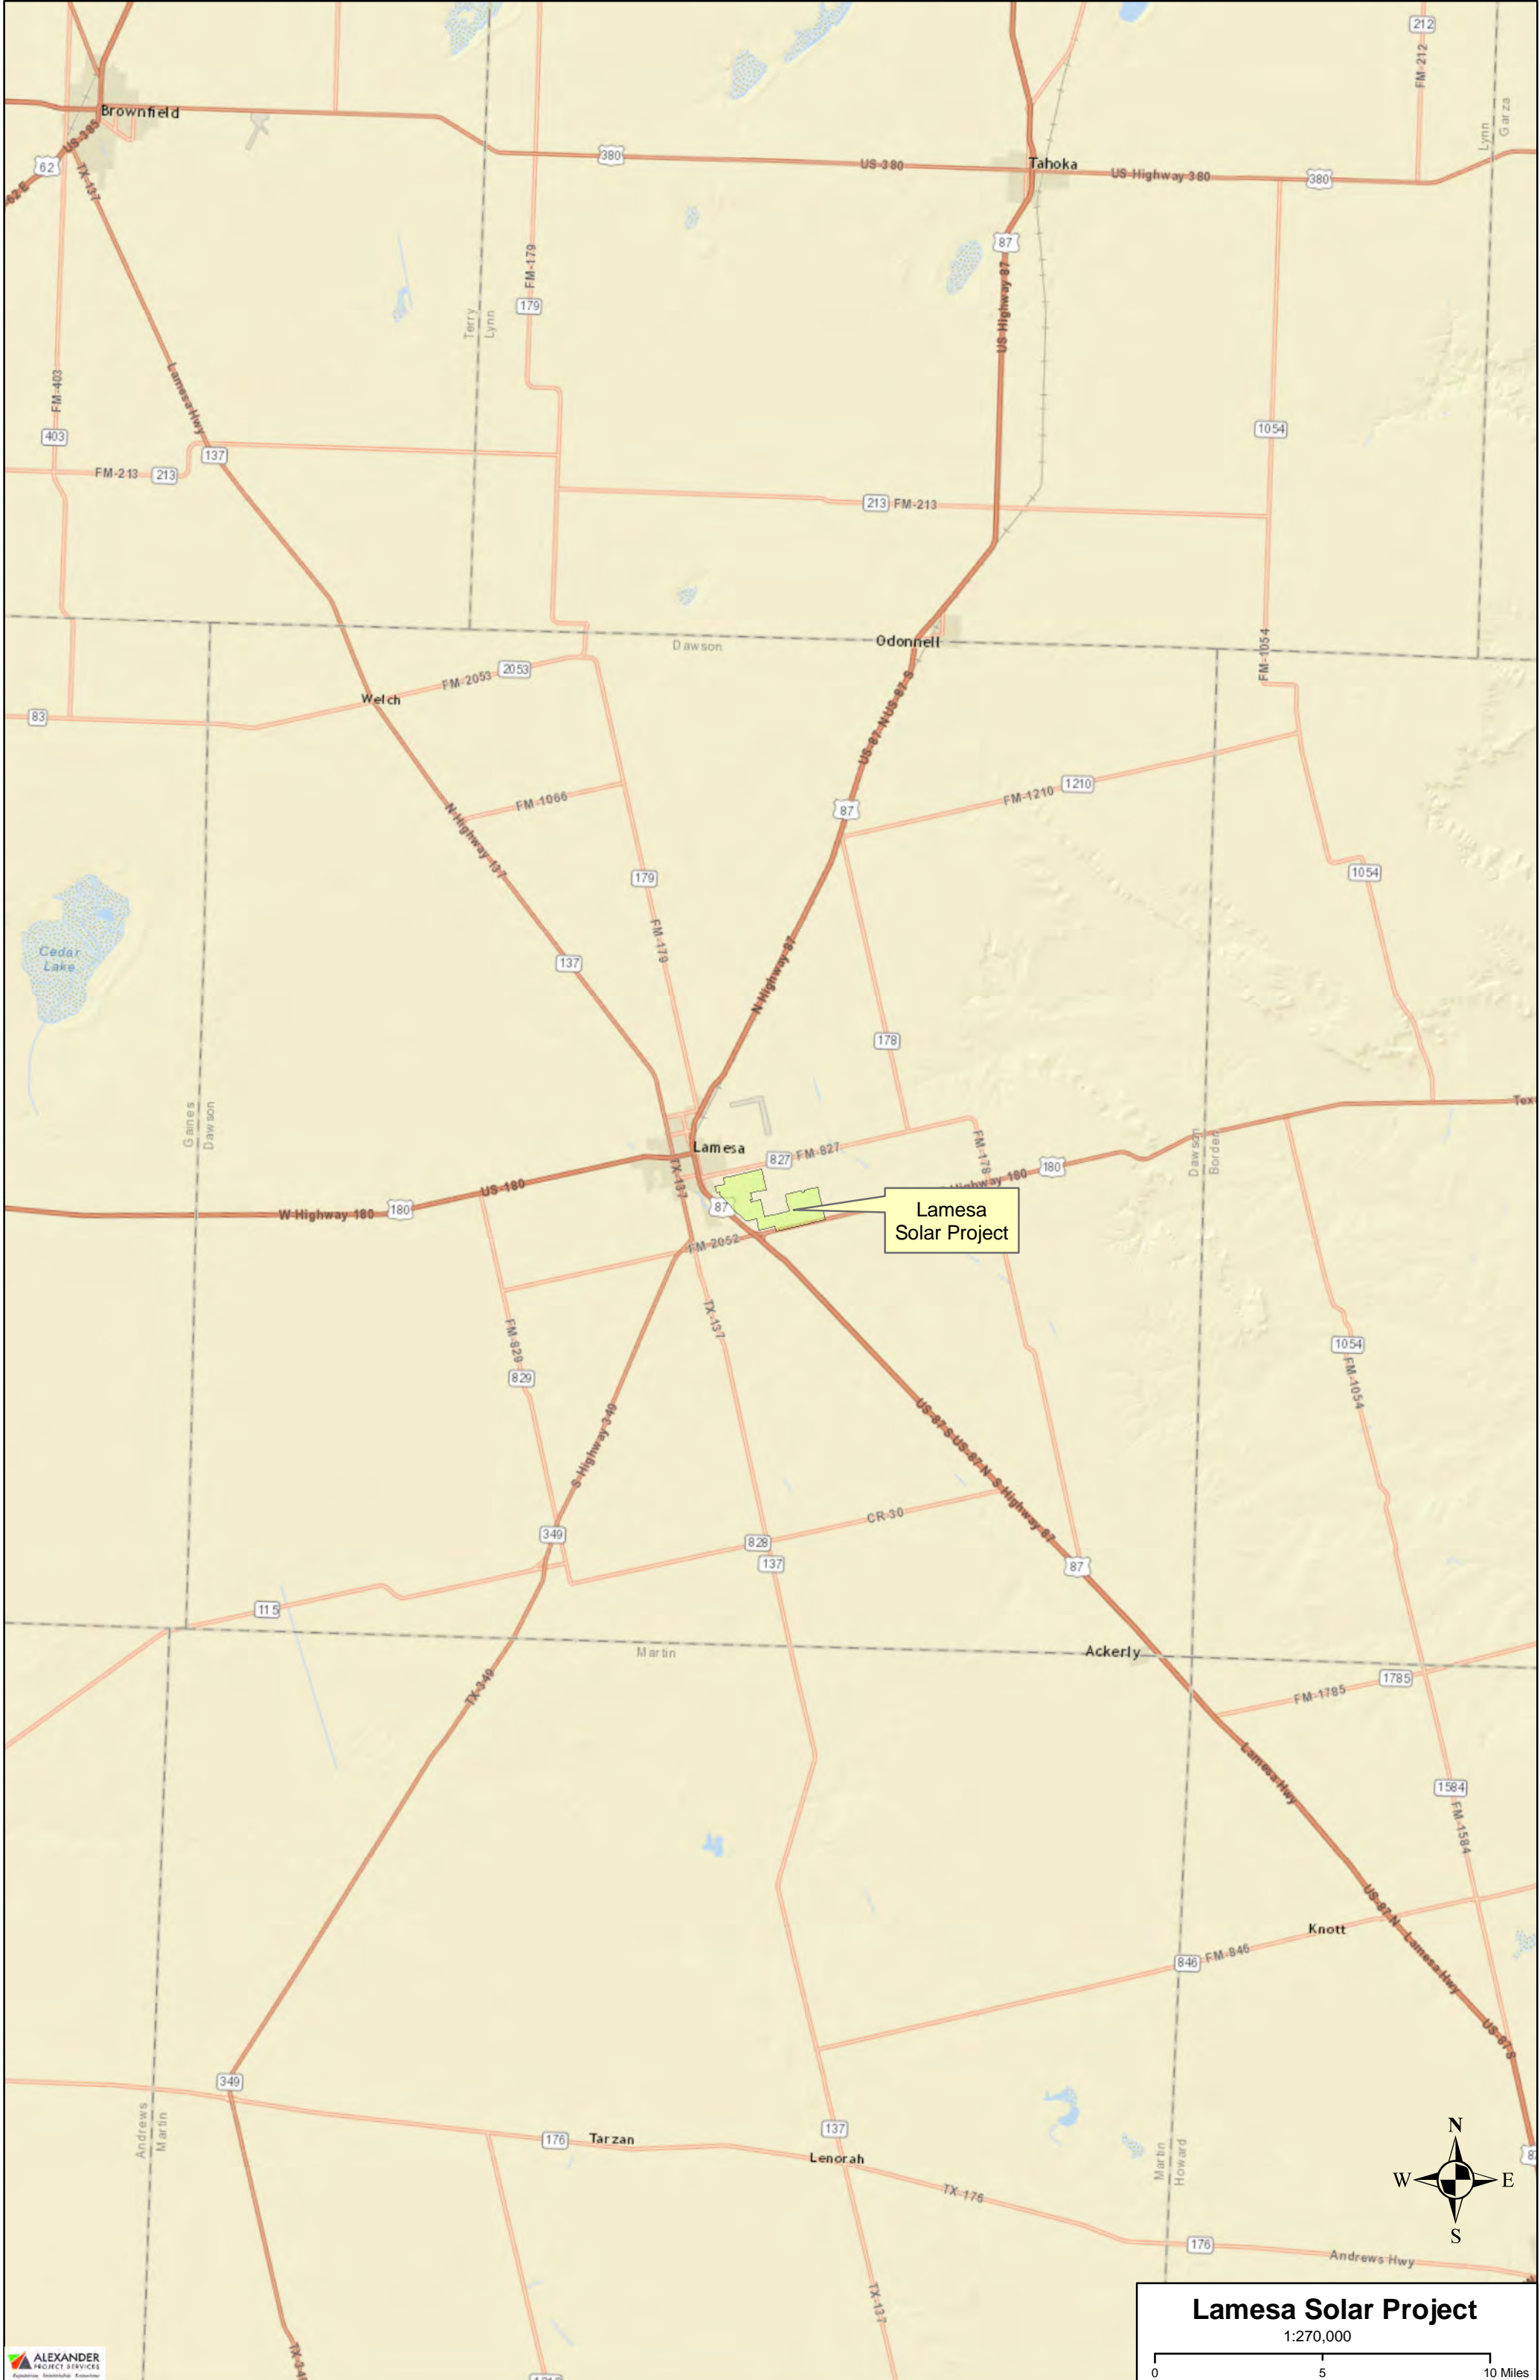 212
FM-212
Lynn
Garza
Brownfield
US-385
62
62 E
TX-137
380
US-380
Tahoka
US Highway 380
380
87
US Highway 87
FM-179
179
Terry
Lynn
FM-403
403
Lamesa Hwy
137
FM-213
213
1054
213
FM-213
Dawson
Odonnell
FM-1054
Welch
FM-2053
2053
83
US-87 N US-87 S
N Highway 137
FM-1066
87
FM-1210
1210
179
1054
FM-179
Cedar
Lake
137
N Highway 87
178
Gaines
Dawson
Tex
Lamesa
827
FM-827
FM-178
Dawson
Borden
TX-137
US-180
180
W Highway 180
180
Highway 180
87
Lamesa
Solar Project
FM-2052
TX-137
FM-829
829
1054
FM-1054
S Highway 349
US-87 S US-87 N S Highway 87
CR 30
349
828
137
87
115
Martin
Ackerly
TX-349
FM-1785
1785
Lamesa Hwy
1584
FM-1584
US-87 N
Lamesa Hwy
Knott
846
FM-846
US-87 S
349
Andrews
Martin
176
Tarzan
137
Lenorah
Martin
Howard
TX-176
176
Andrews Hwy
N
W
E
S
TX-137
Lamesa Solar Project
1:270,000
0
5
10 Miles
ALEXANDER
PROJECT SERVICES